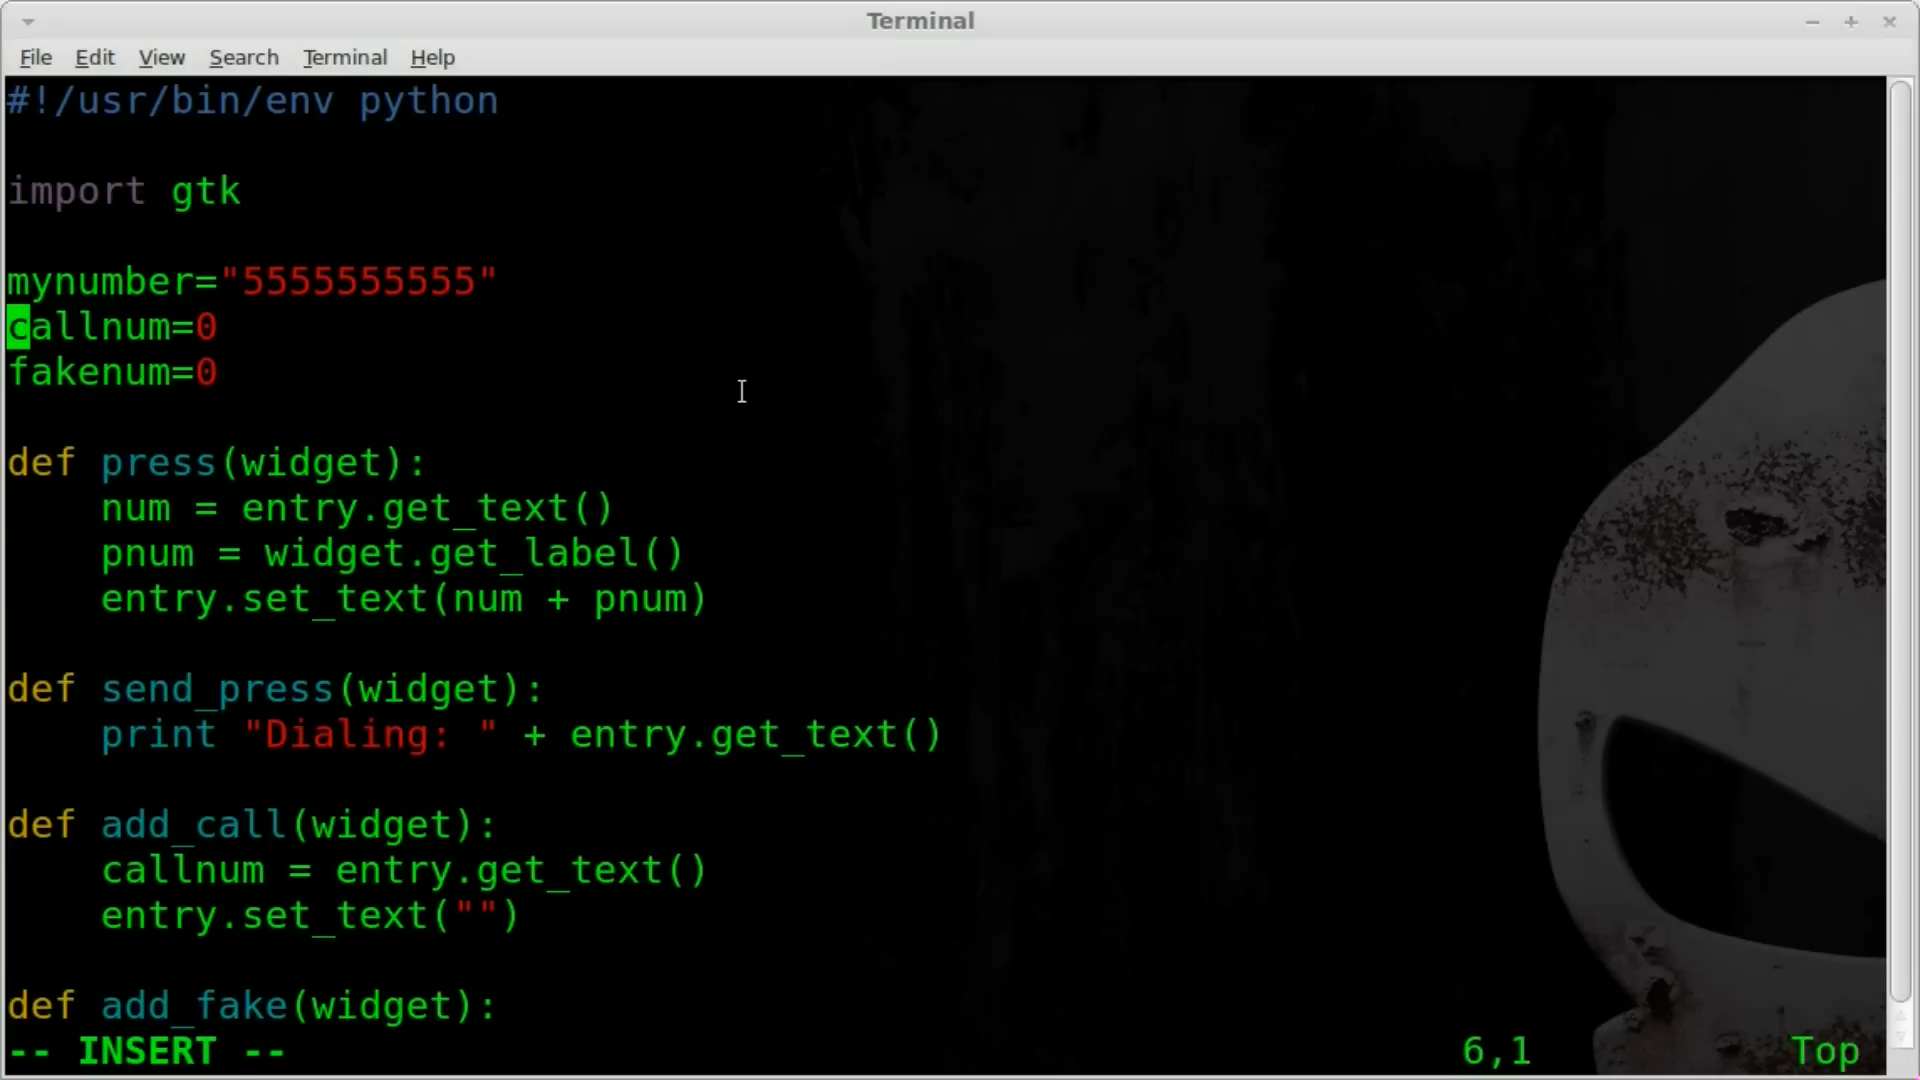 Terminal
File Edit View Search Terminal Help
#!/usr/bin/env python
import gtk
mynumber="5555555555"
callnum=0
fakenum=0
def press(widget):
    num = entry.get_text()
    pnum = widget.get_label()
    entry.set_text(num + pnum)
def send_press(widget):
    print "Dialing: " + entry.get_text()
def add_call(widget):
    callnum = entry.get_text()
    entry.set_text("")
def add_fake(widget):
-- INSERT -- 6,1 Top